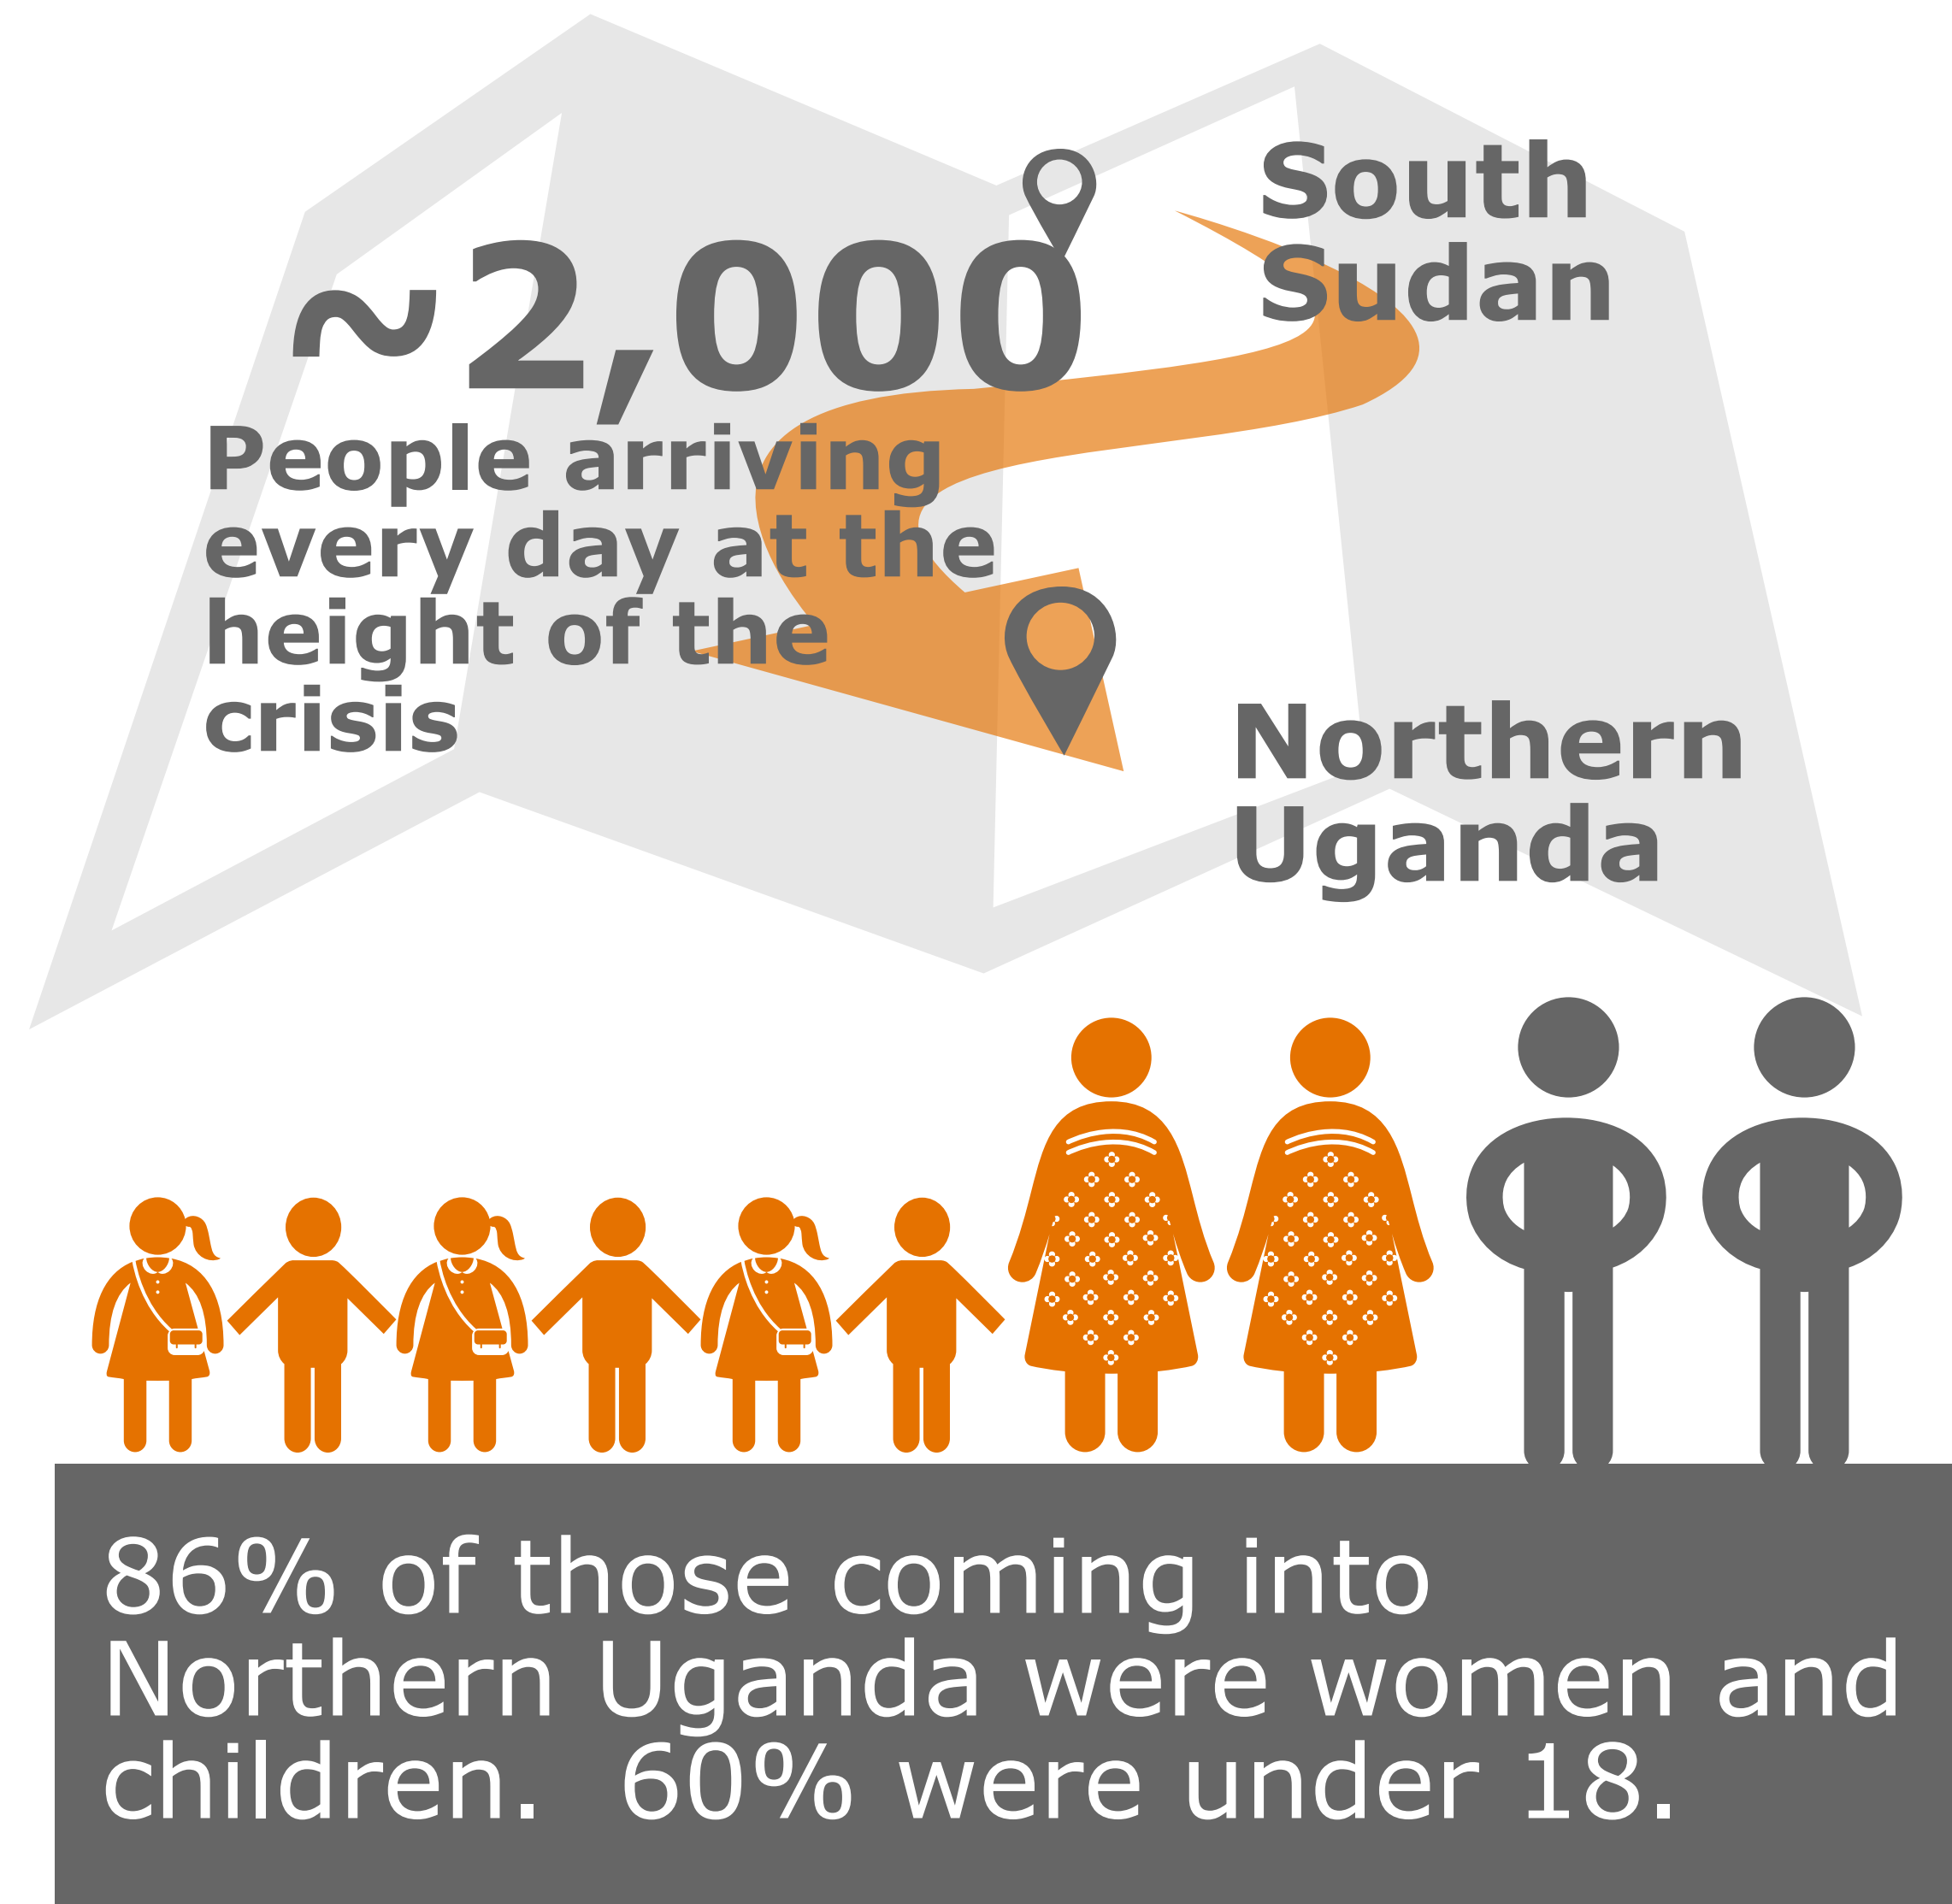 South
Sudan
~2,000
People arriving
every day at the
height of the
crisis
Northern
Uganda
86% of those coming into
Northern Uganda were women and
children. 60% were under 18.